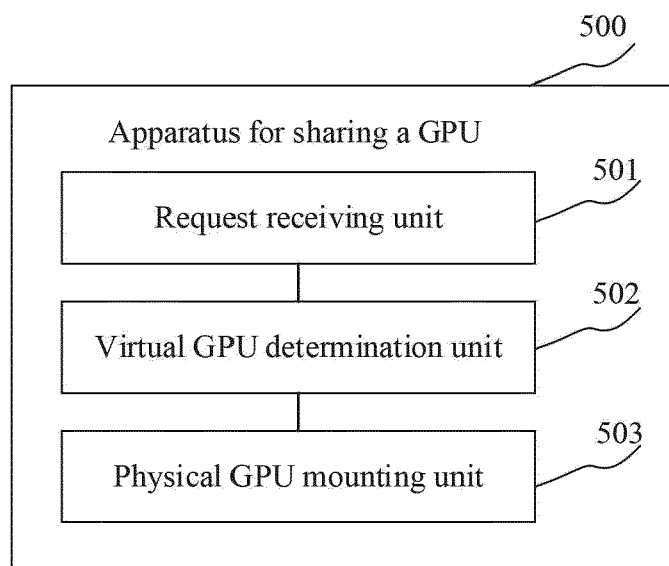 500
Apparatus for sharing a GPU
501
Request receiving unit
502
Virtual GPU determination unit
503
Physical GPU mounting unit